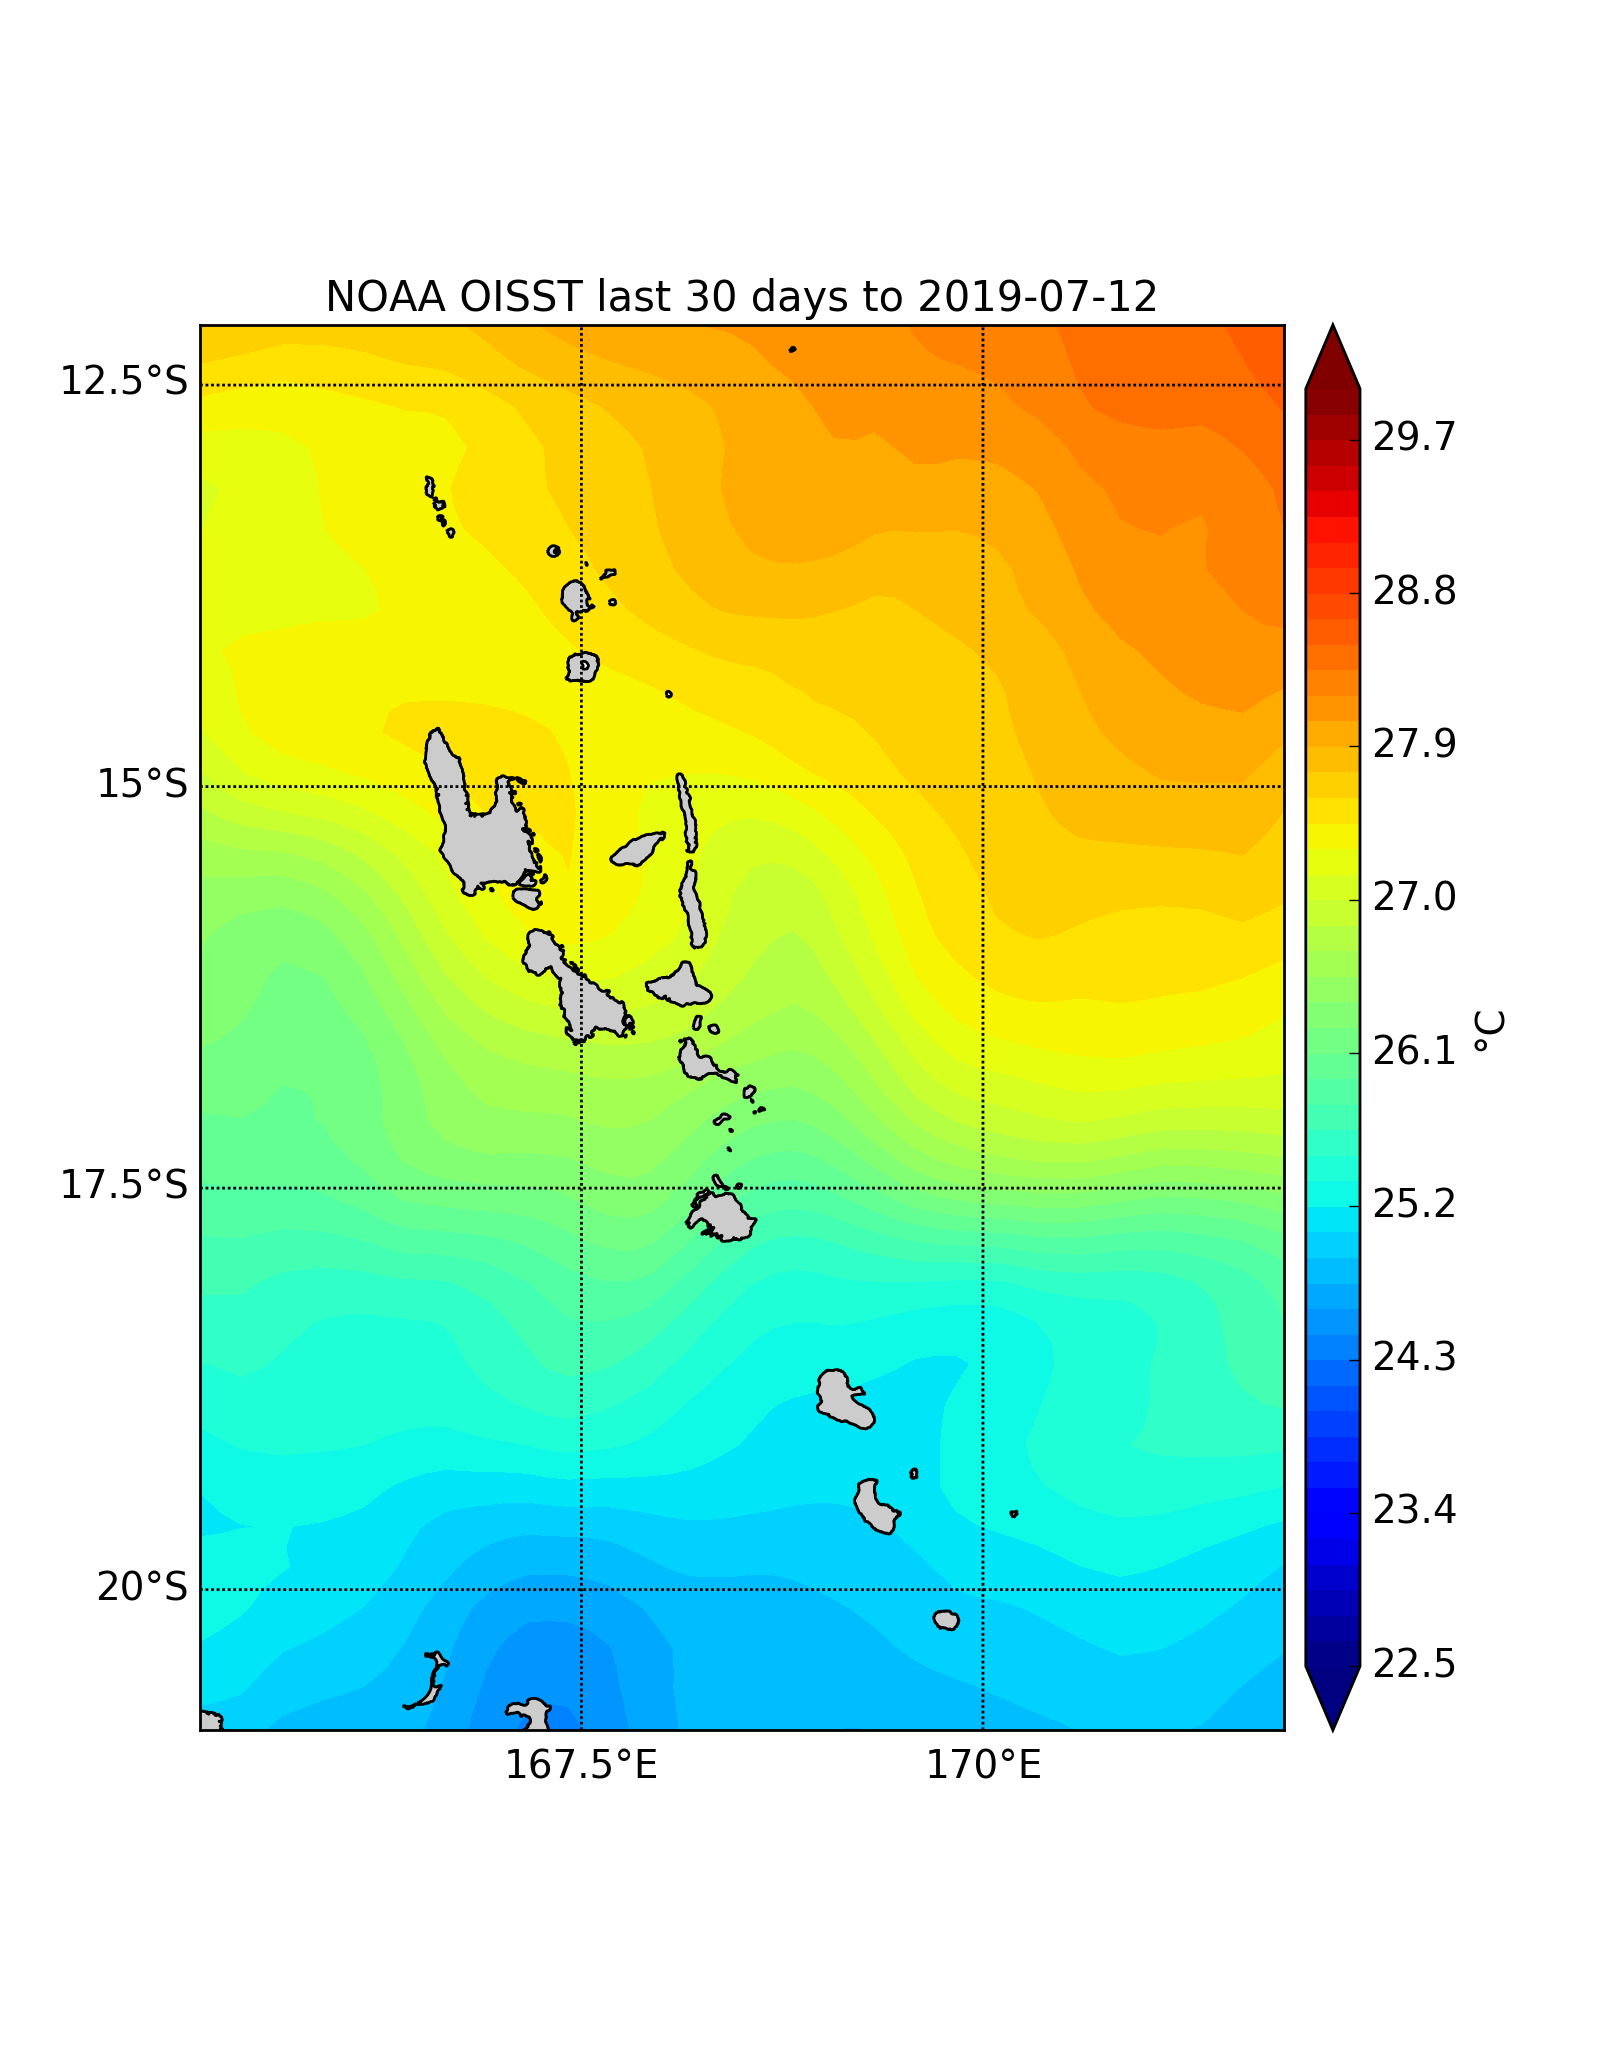 NOAA OISST last 30 days to 2019-07-12
12.5°S
15°S
17.5°S
20°S
167.5°E
170°E
29.7
28.8
27.9
27.0
26.1
25.2
24.3
23.4
22.5
°C